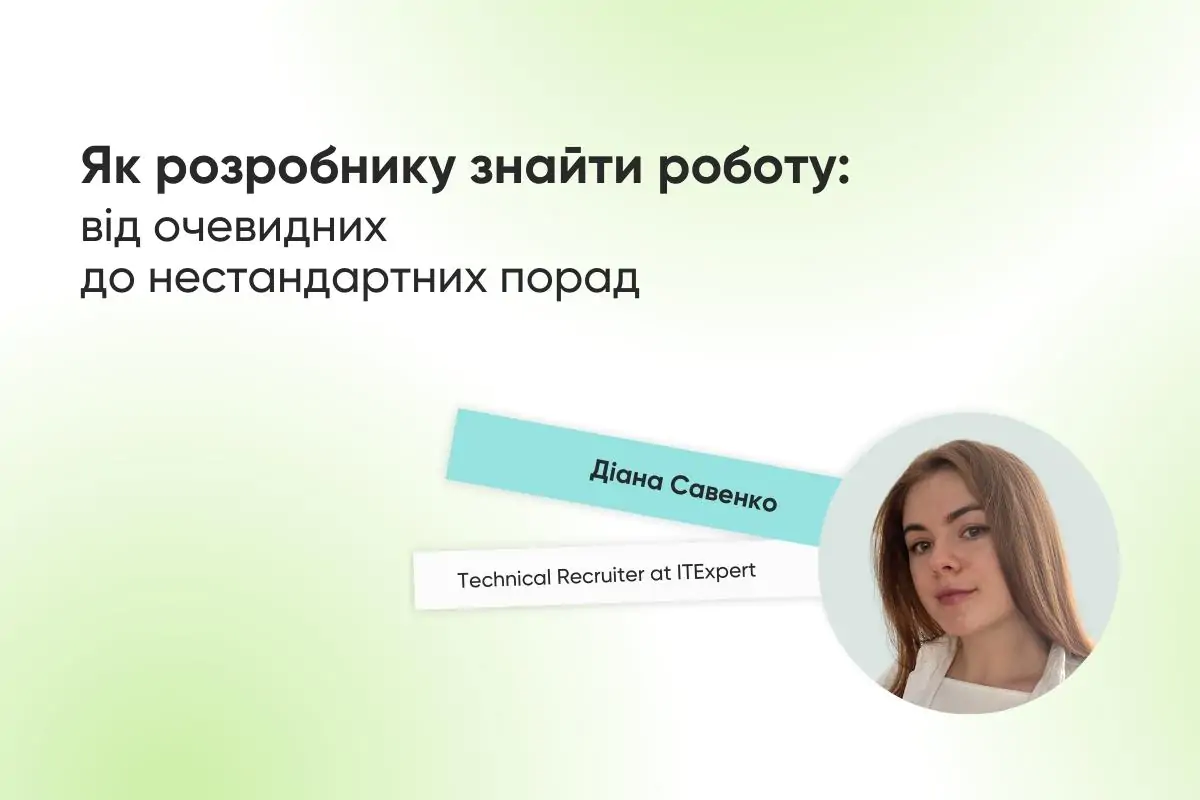 Як розробнику знайти роботу:
від очевидних
до нестандартних порад
Діана Савенко
Technical Recruiter at ITExpert